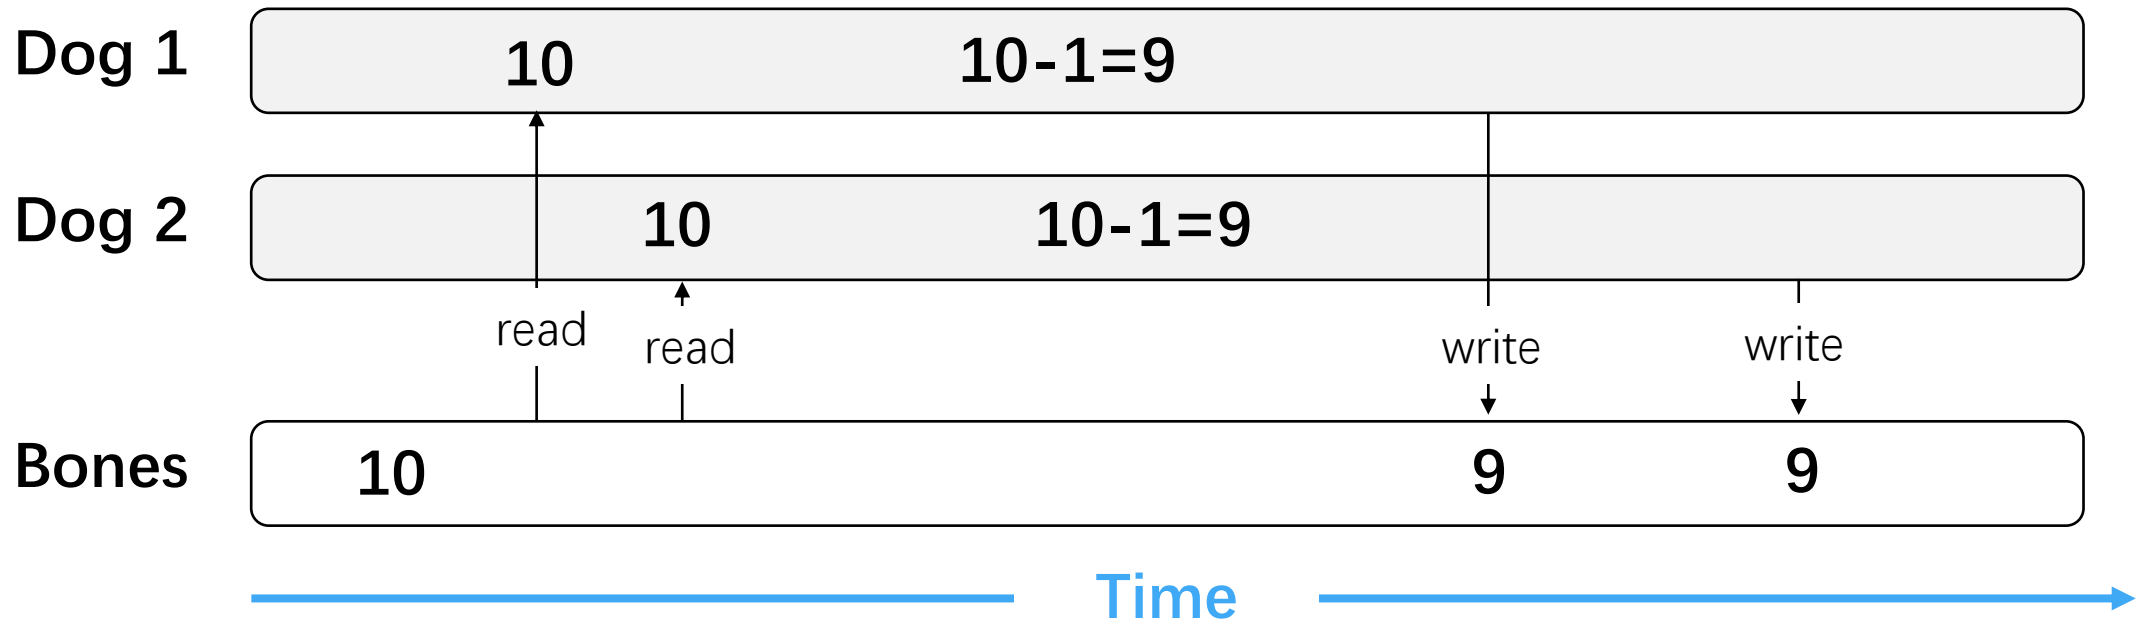 Dog 1 10 10-1=9
Dog 2 10 10-1=9
read read write write
Bones 10 9 9
Time